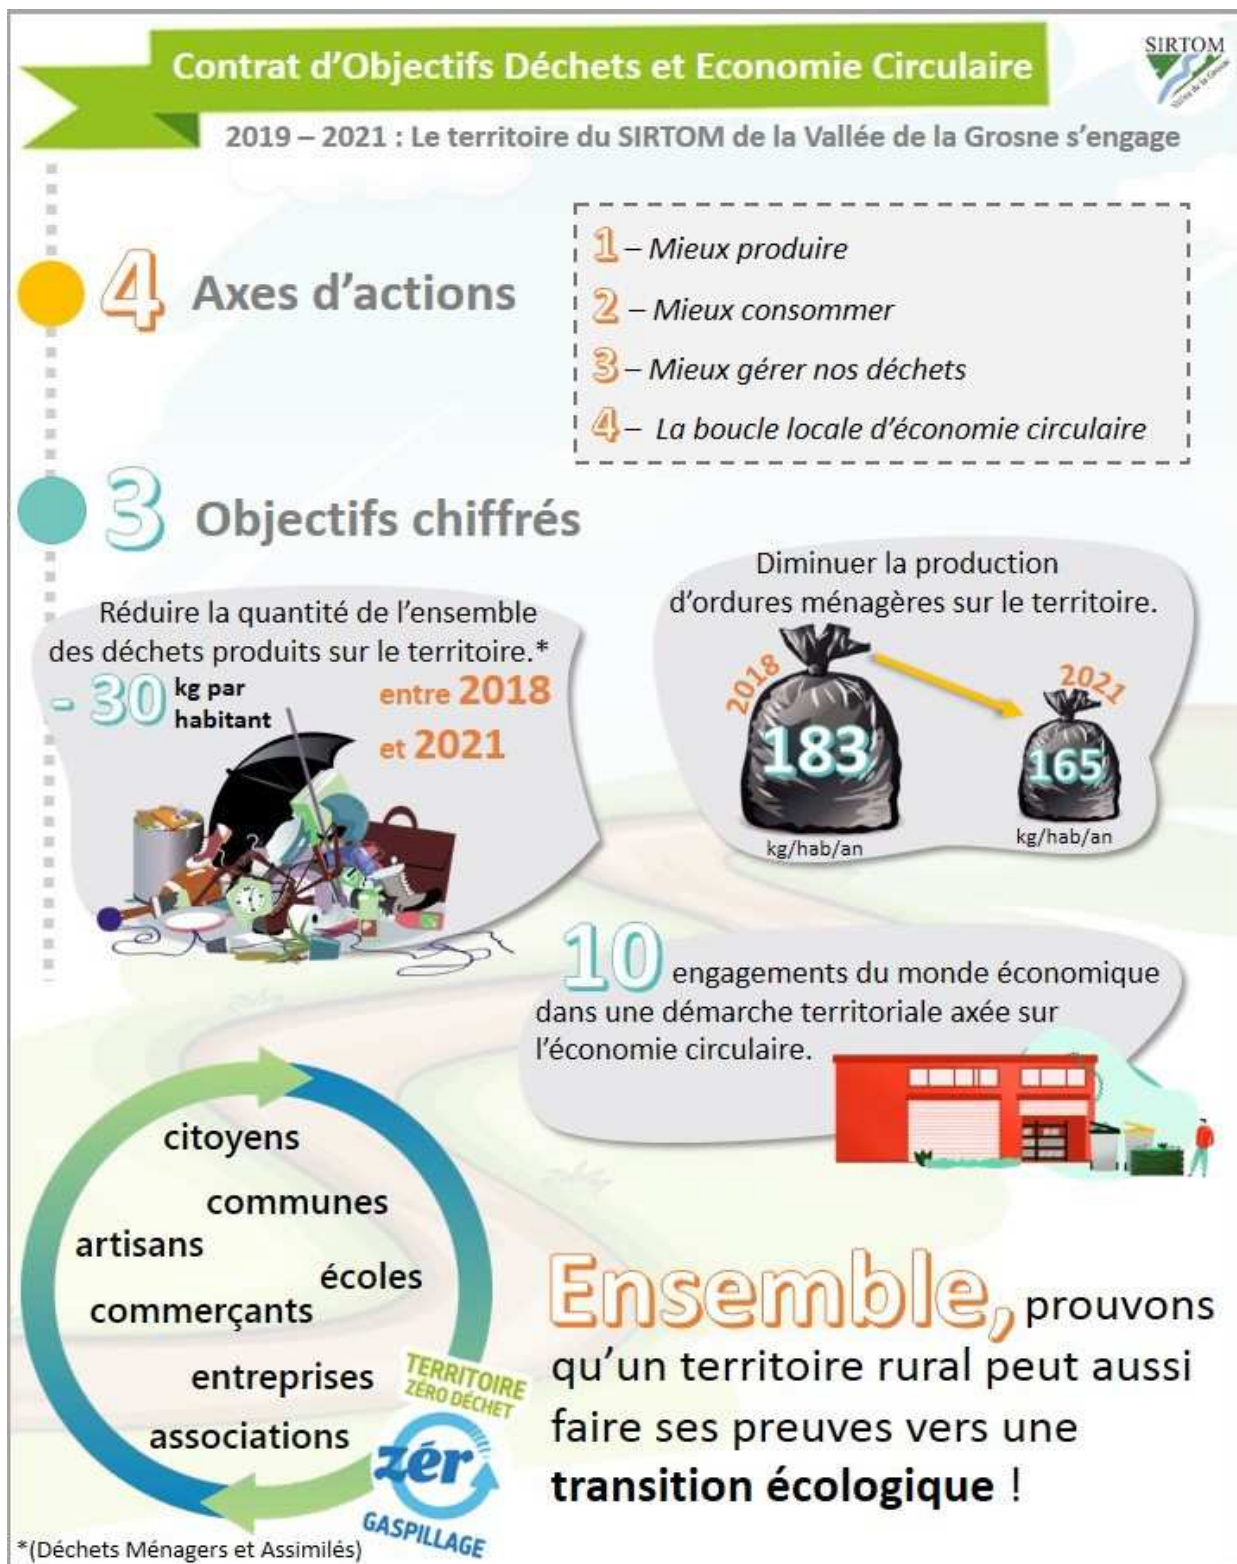 Contrat d'Objectifs Déchets et Economie Circulaire
SIRTOM
Vallée de la Grosne
2019 – 2021 : Le territoire du SIRTOM de la Vallée de la Grosne s'engage
4 Axes d'actions
1 – Mieux produire
2 – Mieux consommer
3 – Mieux gérer nos déchets
4 – La boucle locale d'économie circulaire
3 Objectifs chiffrés
Réduire la quantité de l'ensemble
des déchets produits sur le territoire.*
- 30 kg par
habitant
entre 2018
et 2021
Diminuer la production
d'ordures ménagères sur le territoire.
2018
183
kg/hab/an
2021
165
kg/hab/an
10 engagements du monde économique
dans une démarche territoriale axée sur
l'économie circulaire.
citoyens
communes
artisans
écoles
commerçants
entreprises
associations
TERRITOIRE
ZÉRO DÉCHET
zér
GASPILLAGE
Ensemble, prouvons
qu'un territoire rural peut aussi
faire ses preuves vers une
transition écologique !
*(Déchets Ménagers et Assimilés)